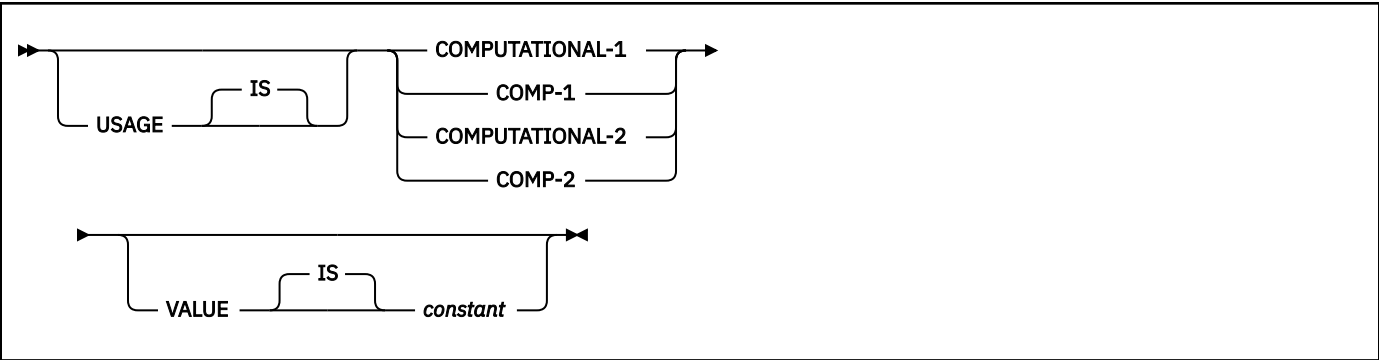 COMPUTATIONAL-1
IS
COMP-1
USAGE
COMPUTATIONAL-2
COMP-2
IS
VALUE constant